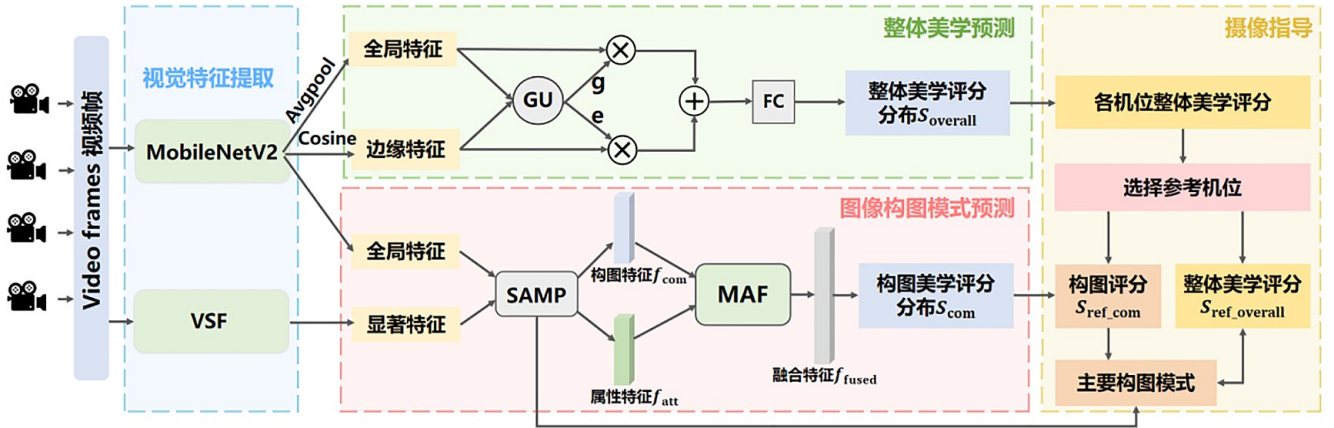 Video frames 视频帧
视觉特征提取
MobileNetV2
VSF
Avgpool
Cosine
整体美学预测
全局特征
边缘特征
GU
g
e
FC
整体美学评分
分布S_overall
图像构图模式预测
全局特征
显著特征
SAMP
构图特征f_com
属性特征f_att
MAF
融合特征f_fused
构图美学评分
分布S_com
摄像指导
各机位整体美学评分
选择参考机位
构图评分
S_ref_com
整体美学评分
S_ref_overall
主要构图模式